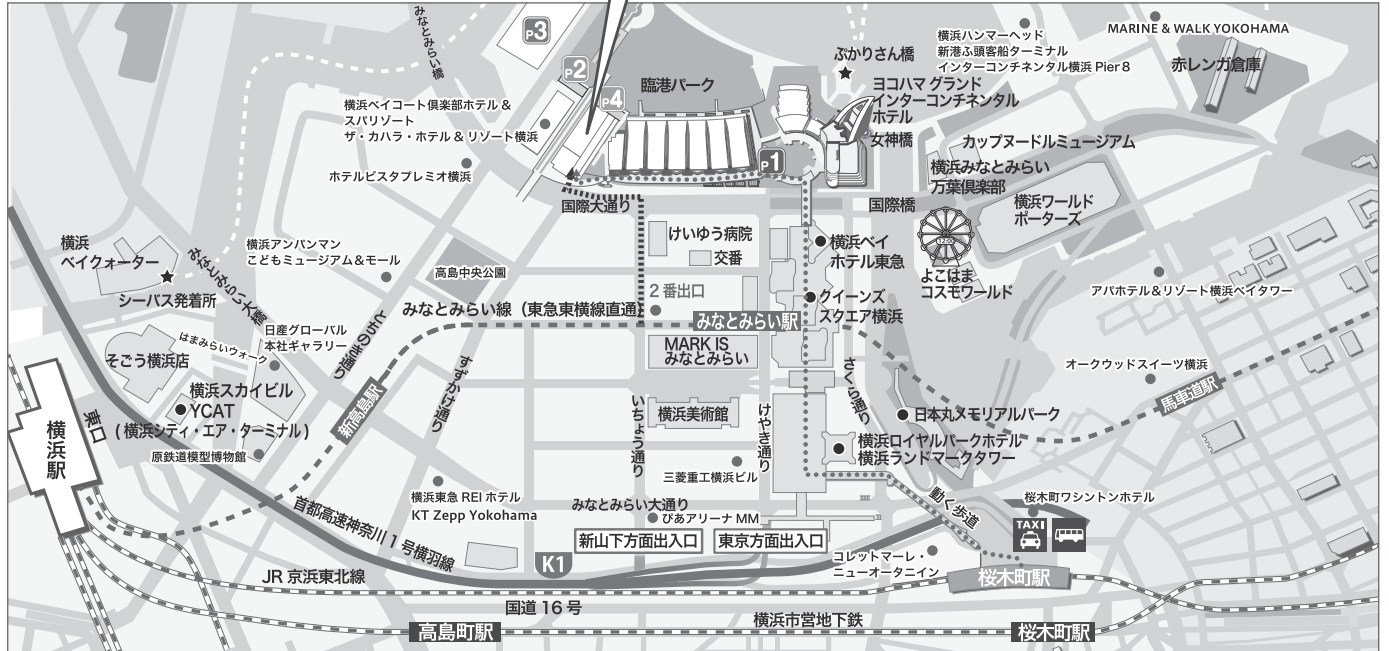 みなとみらい橋
P3
P2
P4
臨港パーク
ぷかりさん橋
横浜ハンマーヘッド
新港ふ頭客船ターミナル
インターコンチネンタル横浜 Pier 8
MARINE & WALK YOKOHAMA
赤レンガ倉庫
横浜ベイコート倶楽部ホテル &
スパリゾート
ザ・カハラ・ホテル & リゾート横浜
ヨコハマ グランド
インターコンチネンタル
ホテル
女神橋
カップヌードルミュージアム
P1
ホテルビスタプレミオ横浜
横浜みなとみらい
万葉倶楽部
国際大通り
国際橋
横浜ワールド
ポーターズ
けいゆう病院
交番
横浜ベイ
ホテル東急
横浜
ベイクォーター
シーバス発着所
みなとみらい大橋
横浜アンパンマン
こどもミュージアム&モール
高島中央公園
2 番出口
クイーンズ
スクエア横浜
よこはま
コスモワールド
アパホテル&リゾート横浜ベイタワー
みなとみらい線(東急東横線直通)
みなとみらい駅
日産グローバル
本社ギャラリー
はまみらいウォーク
とちのき通り
すずかけ通り
MARK IS
みなとみらい
さくら通り
オークウッドスイーツ横浜
馬車道駅
そごう横浜店
横浜スカイビル
YCAT
( 横浜シティ・エア・ターミナル )
新高島駅
いちょう通り
横浜美術館
けやき通り
日本丸メモリアルパーク
横浜駅
東口
原鉄道模型博物館
横浜ロイヤルパークホテル
横浜ランドマークタワー
三菱重工横浜ビル
横浜東急 REI ホテル
KT Zepp Yokohama
みなとみらい大通り
ぴあアリーナ MM
動く歩道
桜木町ワシントンホテル
TAXI
首都高速神奈川 1 号横羽線
新山下方面出入口
東京方面出入口
K1
コレットマーレ・
ニューオータニイン
桜木町駅
JR 京浜東北線
国道 16 号
横浜市営地下鉄
高島町駅
桜木町駅